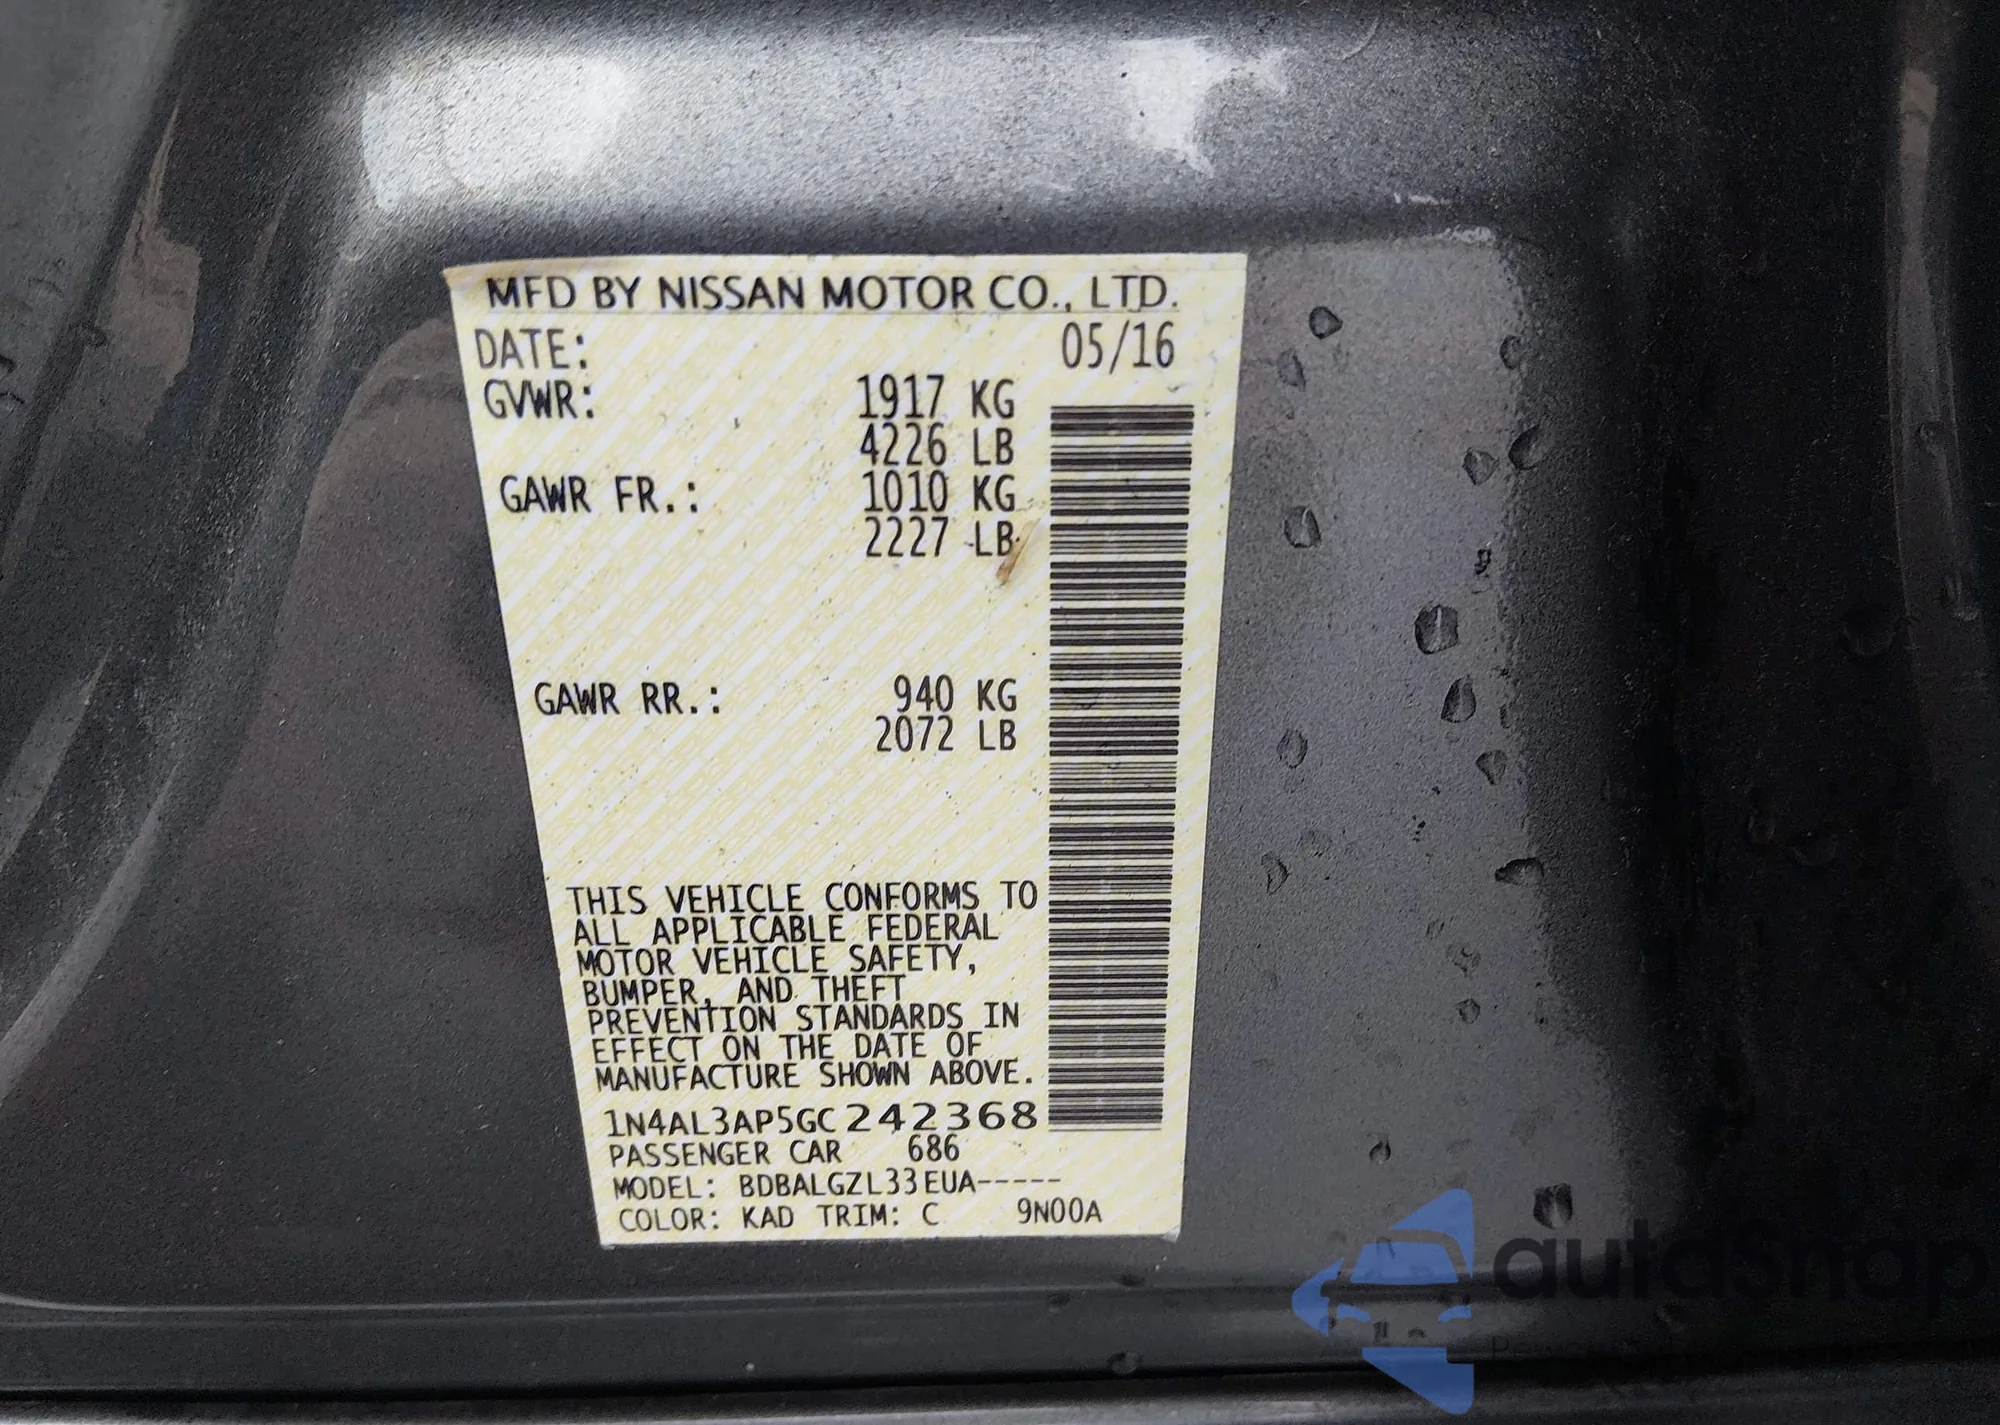 MFD BY NISSAN MOTOR CO., LTD.
DATE: 05/16
GVWR: 1917 KG
4226 LB
GAWR FR.: 1010 KG
2227 LB
GAWR RR.: 940 KG
2072 LB
THIS VEHICLE CONFORMS TO
ALL APPLICABLE FEDERAL
MOTOR VEHICLE SAFETY,
BUMPER, AND THEFT
PREVENTION STANDARDS IN
EFFECT ON THE DATE OF
MANUFACTURE SHOWN ABOVE.
1N4AL3AP5GC242368
PASSENGER CAR 686
MODEL: BDBALGZL33EUA-----
COLOR: KAD TRIM: C 9N00A
autosnap